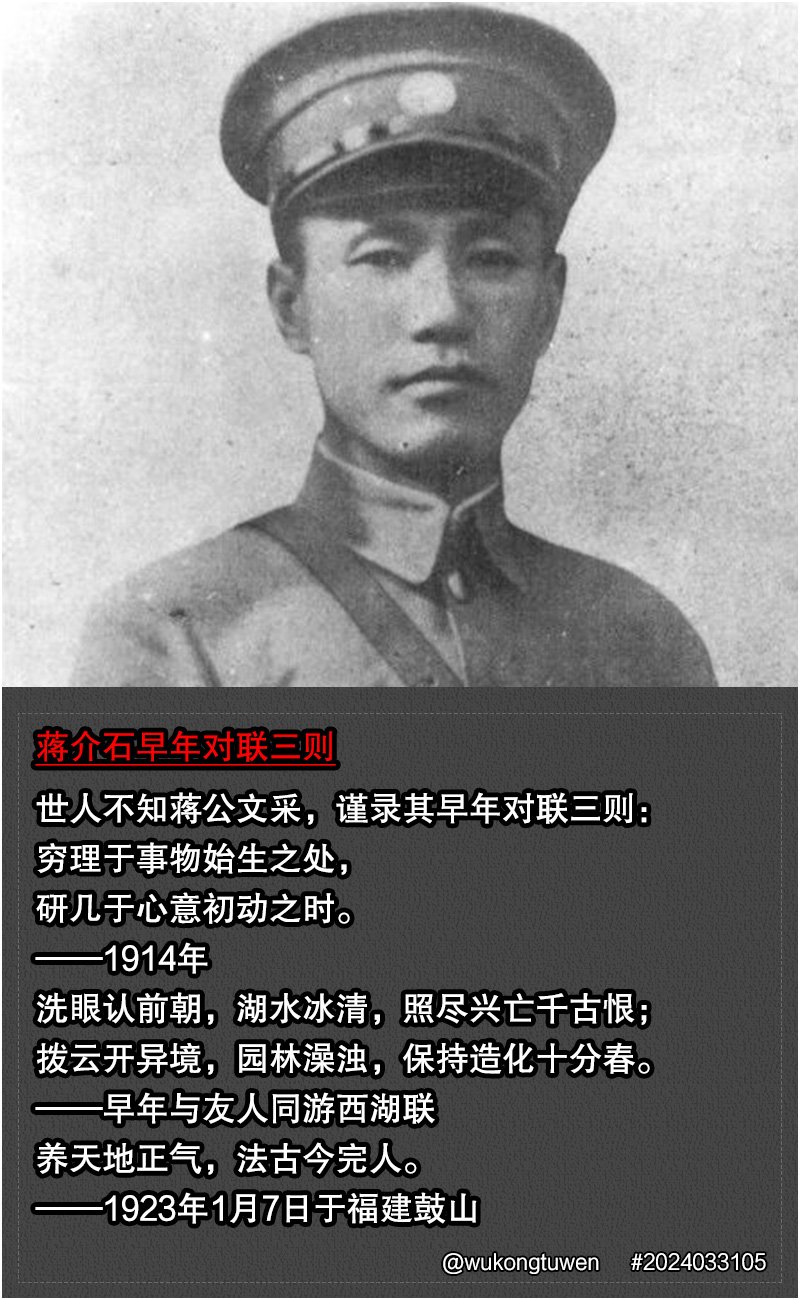 蒋介石早年对联三则
世人不知蒋公文采，谨录其早年对联三则：
穷理于事物始生之处，
研几于心意初动之时。
——1914年
洗眼认前朝，湖水冰清，照尽兴亡千古恨；
拨云开异境，园林澡浊，保持造化十分春。
——早年与友人同游西湖联
养天地正气，法古今完人。
——1923年1月7日于福建鼓山
@wukongtuwen #2024033105